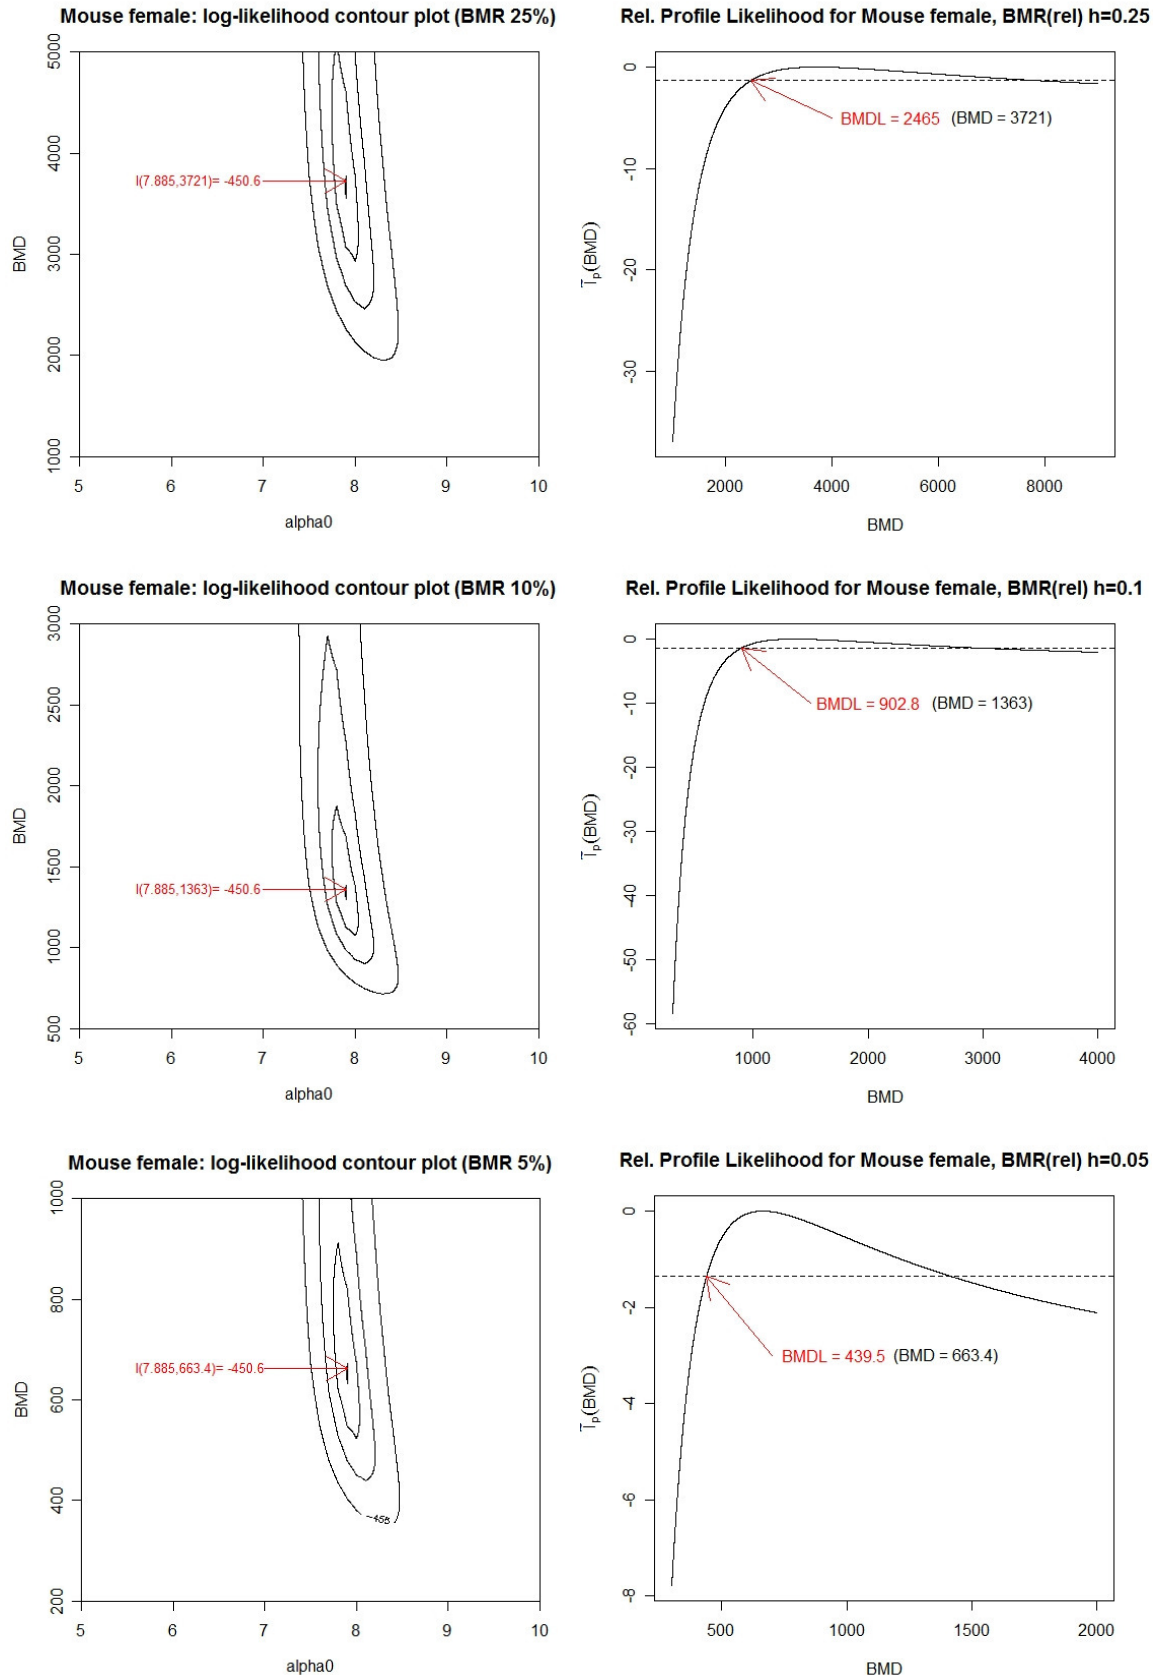 Mouse female: log-likelihood contour plot (BMR 25%)
BMD
5000
4000
3000
2000
1000
l(7.885,3721)= -450.6
5 6 7 8 9 10
alpha0
Rel. Profile Likelihood for Mouse female, BMR(rel) h=0.25
l̃p(BMD)
0
-10
-20
-30
BMDL = 2465 (BMD = 3721)
2000 4000 6000 8000
BMD
Mouse female: log-likelihood contour plot (BMR 10%)
BMD
3000
2500
2000
1500
1000
500
l(7.885,1363)= -450.6
5 6 7 8 9 10
alpha0
Rel. Profile Likelihood for Mouse female, BMR(rel) h=0.1
l̃p(BMD)
0
-10
-20
-30
-40
-50
-60
BMDL = 902.8 (BMD = 1363)
1000 2000 3000 4000
BMD
Mouse female: log-likelihood contour plot (BMR 5%)
BMD
1000
800
600
400
200
l(7.885,663.4)= -450.6
-455
5 6 7 8 9 10
alpha0
Rel. Profile Likelihood for Mouse female, BMR(rel) h=0.05
l̃p(BMD)
0
-2
-4
-6
-8
BMDL = 439.5 (BMD = 663.4)
500 1000 1500 2000
BMD